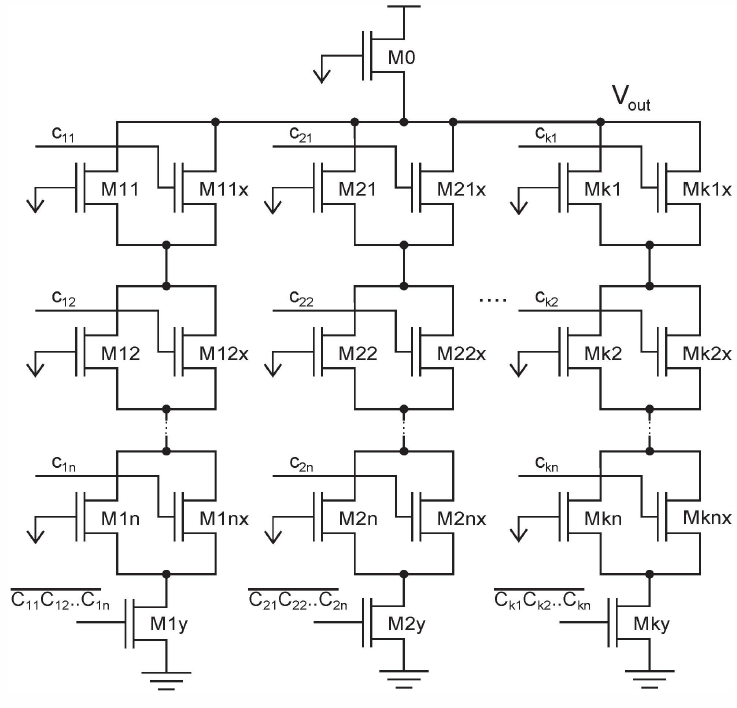 M0
Vout
c11 c21 ck1
M11 M11x M21 M21x Mk1 Mk1x
c12 c22 .... ck2
M12 M12x M22 M22x Mk2 Mk2x
c1n c2n ckn
M1n M1nx M2n M2nx Mkn Mknx
C11C12..C1n C21C22..C2n Ck1Ck2..Ckn
M1y M2y Mky